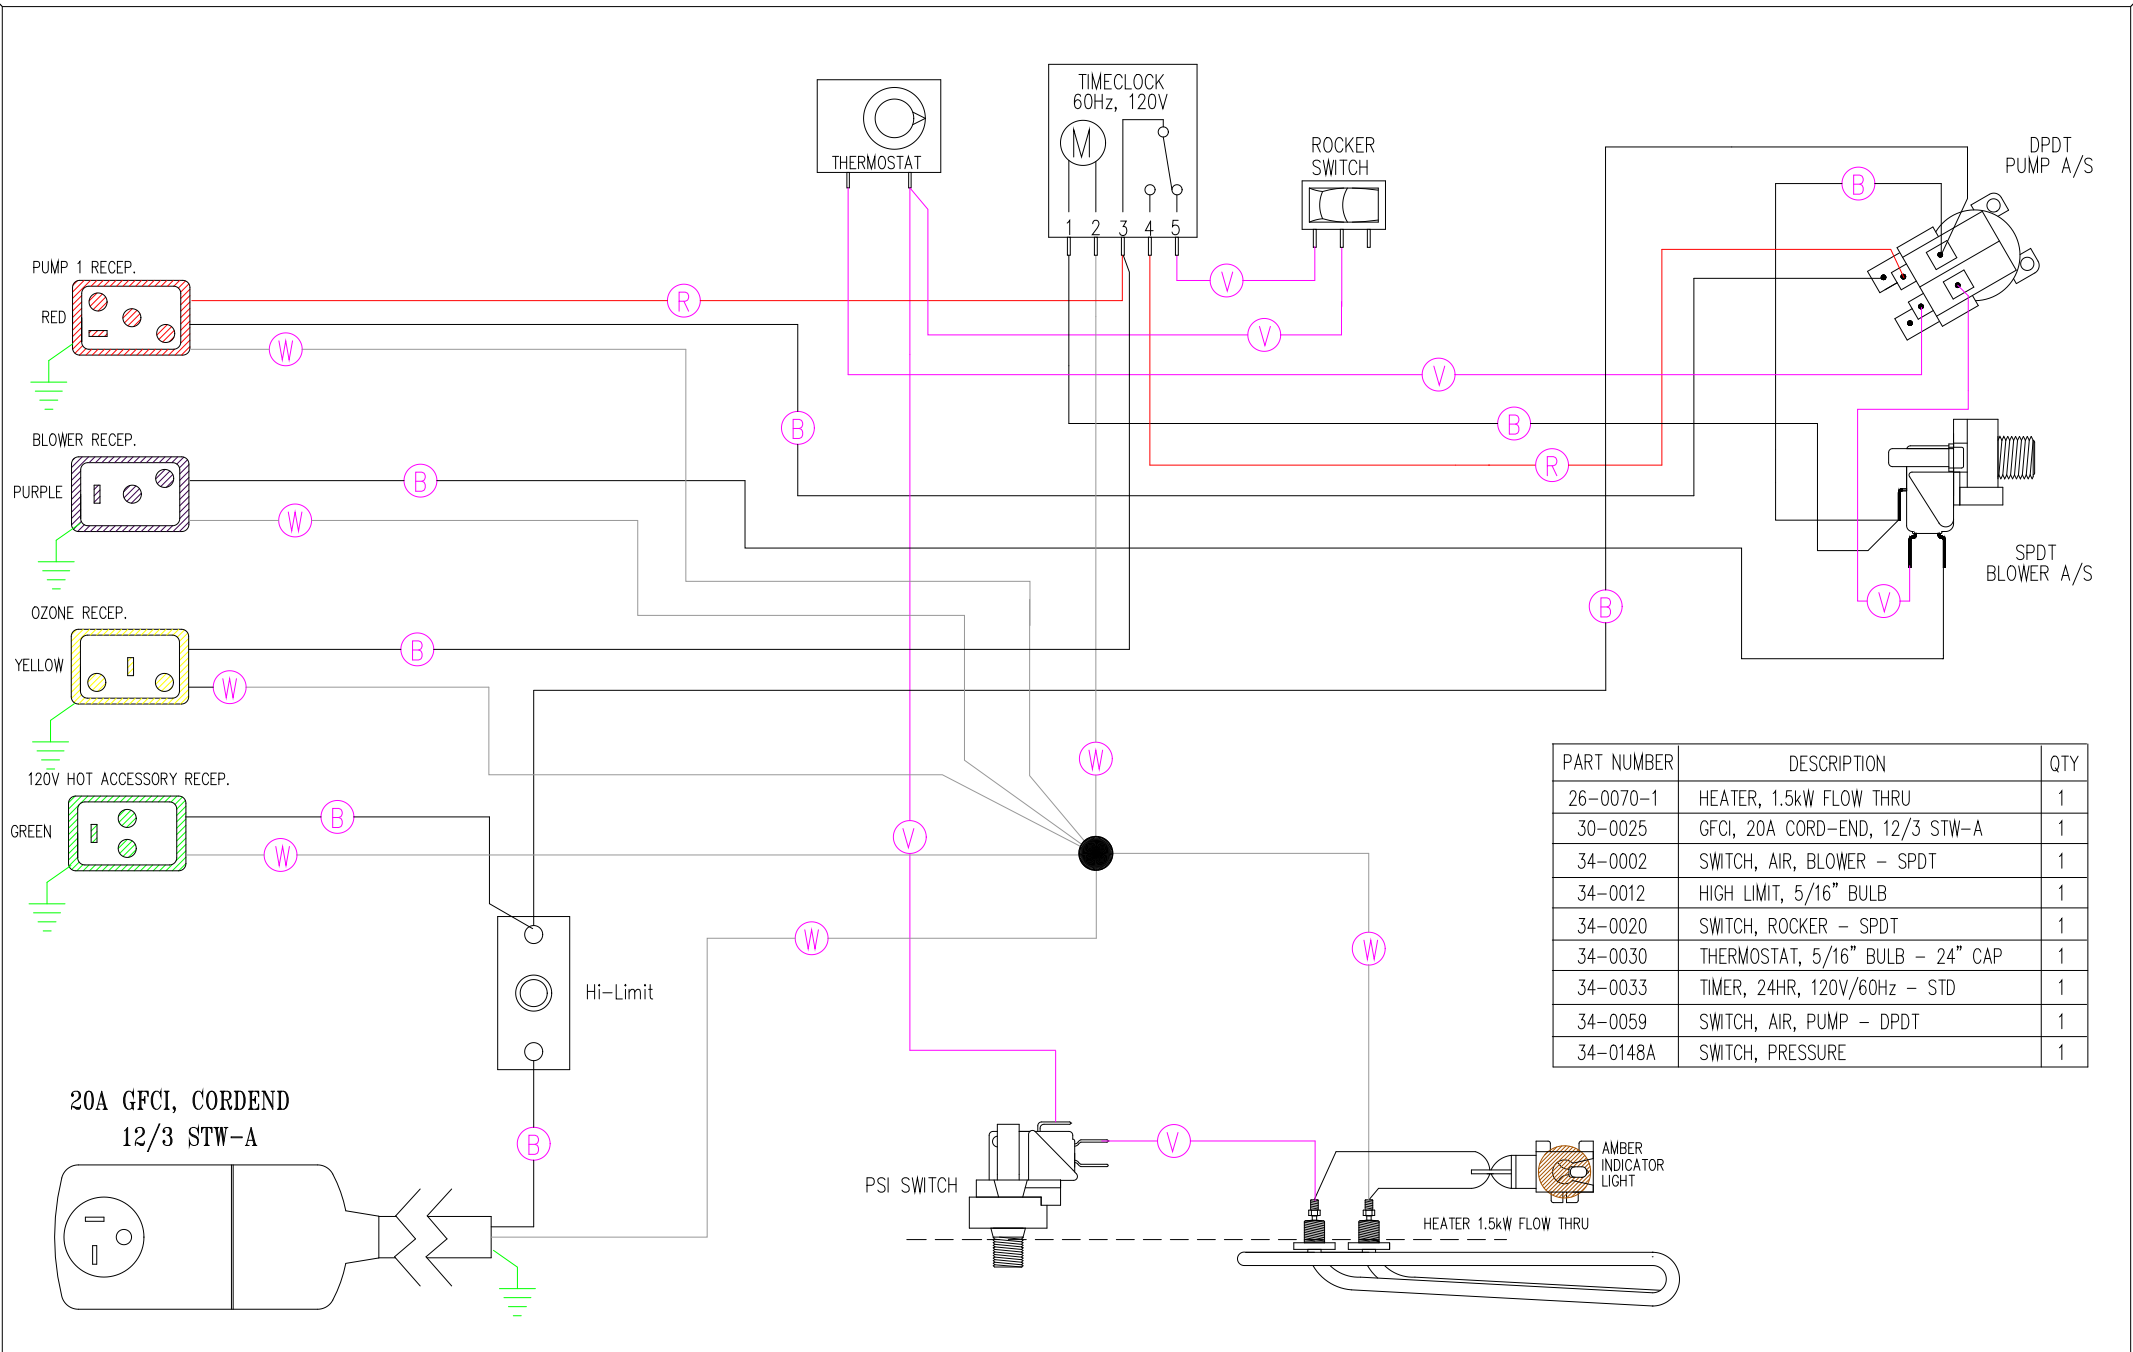 TIMECLOCK
60Hz, 120V
M
1 2 3 4 5
THERMOSTAT
ROCKER
SWITCH
DPDT
PUMP A/S
B
V
V
V
B
R
PUMP 1 RECEP.
RED
R
W
B
BLOWER RECEP.
PURPLE
B
W
SPDT
BLOWER A/S
V
B
OZONE RECEP.
YELLOW
B
W
W
120V HOT ACCESSORY RECEP.
GREEN
B
W
V
W
W
Hi-Limit
PART NUMBER DESCRIPTION QTY
26-0070-1 HEATER, 1.5kW FLOW THRU 1
30-0025 GFCI, 20A CORD-END, 12/3 STW-A 1
34-0002 SWITCH, AIR, BLOWER - SPDT 1
34-0012 HIGH LIMIT, 5/16" BULB 1
34-0020 SWITCH, ROCKER - SPDT 1
34-0030 THERMOSTAT, 5/16" BULB - 24" CAP 1
34-0033 TIMER, 24HR, 120V/60Hz - STD 1
34-0059 SWITCH, AIR, PUMP - DPDT 1
34-0148A SWITCH, PRESSURE 1
20A GFCI, CORDEND
12/3 STW-A
B
PSI SWITCH
V
AMBER
INDICATOR
LIGHT
HEATER 1.5kW FLOW THRU